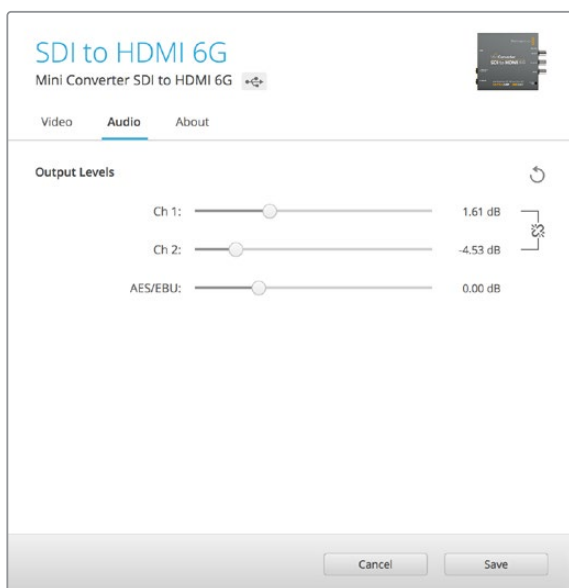 SDI to HDMI 6G
Mini Converter SDI to HDMI 6G
Video Audio About
Output Levels
Ch 1: 1.61 dB
Ch 2: -4.53 dB
AES/EBU: 0.00 dB
Cancel Save